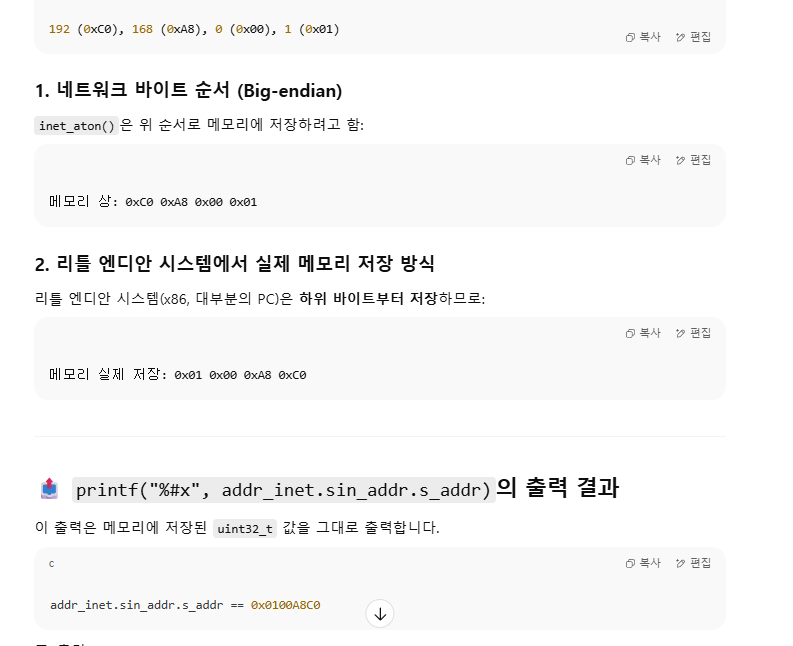 192 (0xC0), 168 (0xA8), 0 (0x00), 1 (0x01)
복사 편집
1. 네트워크 바이트 순서 (Big-endian)
inet_aton()은 위 순서로 메모리에 저장하려고 함:
복사 편집
메모리 상: 0xC0 0xA8 0x00 0x01
2. 리틀 엔디안 시스템에서 실제 메모리 저장 방식
리틀 엔디안 시스템(x86, 대부분의 PC)은 하위 바이트부터 저장하므로:
복사 편집
메모리 실제 저장: 0x01 0x00 0xA8 0xC0
printf("%#x", addr_inet.sin_addr.s_addr)의 출력 결과
이 출력은 메모리에 저장된 uint32_t 값을 그대로 출력합니다.
c 복사 편집
addr_inet.sin_addr.s_addr == 0x0100A8C0